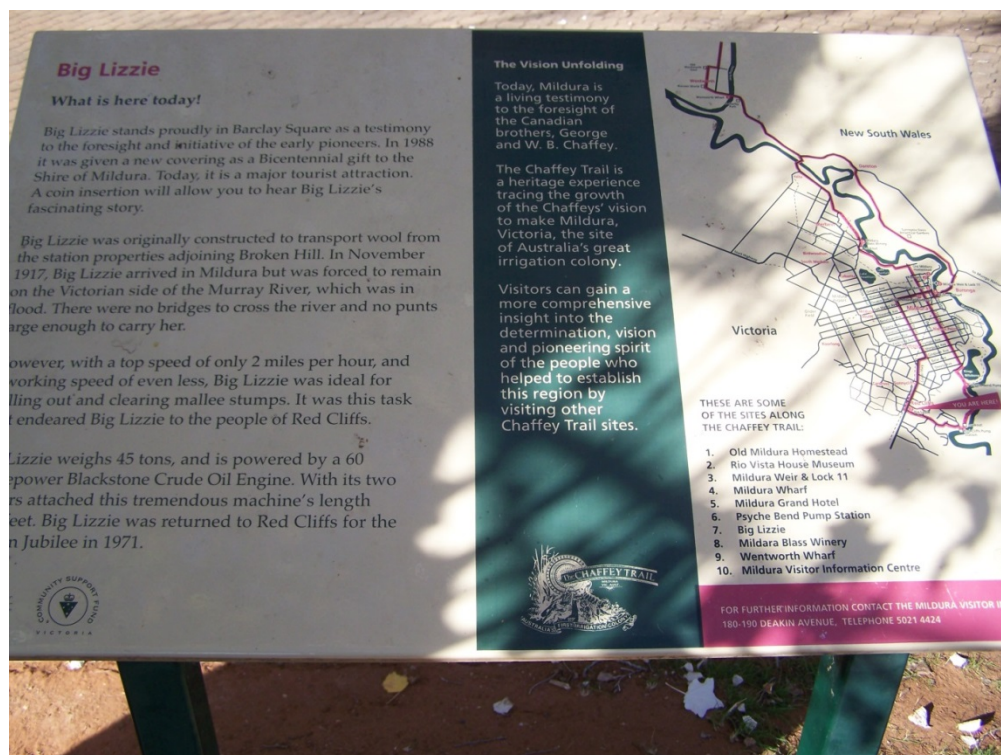 Big Lizzie
What is here today!
Big Lizzie stands proudly in Barclay Square as a testimony
to the foresight and initiative of the early pioneers. In 1988
it was given a new covering as a Bicentennial gift to the
Shire of Mildura. Today, it is a major tourist attraction.
A coin insertion will allow you to hear Big Lizzie's
fascinating story.
Big Lizzie was originally constructed to transport wool from
the station properties adjoining Broken Hill. In November
1917, Big Lizzie arrived in Mildura but was forced to remain
on the Victorian side of the Murray River, which was in
flood. There were no bridges to cross the river and no punts
arge enough to carry her.
owever, with a top speed of only 2 miles per hour, and
working speed of even less, Big Lizzie was ideal for
lling out and clearing mallee stumps. It was this task
t endeared Big Lizzie to the people of Red Cliffs.
Lizzie weighs 45 tons, and is powered by a 60
epower Blackstone Crude Oil Engine. With its two
rs attached this tremendous machine's length
feet. Big Lizzie was returned to Red Cliffs for the
n Jubilee in 1971.
COMMUNITY SUPPORT FUND
VICTORIA
The Vision Unfolding
Today, Mildura is
a living testimony
to the foresight of
the Canadian
brothers, George
and W. B. Chaffey.
The Chaffey Trail is
a heritage experience
tracing the growth
of the Chaffeys' vision
to make Mildura,
Victoria, the site
of Australia's great
irrigation colony.
Visitors can gain a
more comprehensive
insight into the
determination, vision
and pioneering spirit
of the people who
helped to establish
this region by
visiting other
Chaffey Trail sites.
The CHAFFEY TRAIL
AUSTRALIA'S FIRST IRRIGATION COLONY
New South Wales
Victoria
YOU ARE HERE!
THESE ARE SOME
OF THE SITES ALONG
THE CHAFFEY TRAIL:
1. Old Mildura Homestead
2. Rio Vista House Museum
3. Mildura Weir & Lock 11
4. Mildura Wharf
5. Mildura Grand Hotel
6. Psyche Bend Pump Station
7. Big Lizzie
8. Mildara Blass Winery
9. Wentworth Wharf
10. Mildura Visitor Information Centre
FOR FURTHER INFORMATION CONTACT THE MILDURA VISITOR I
180-190 DEAKIN AVENUE, TELEPHONE 5021 4424